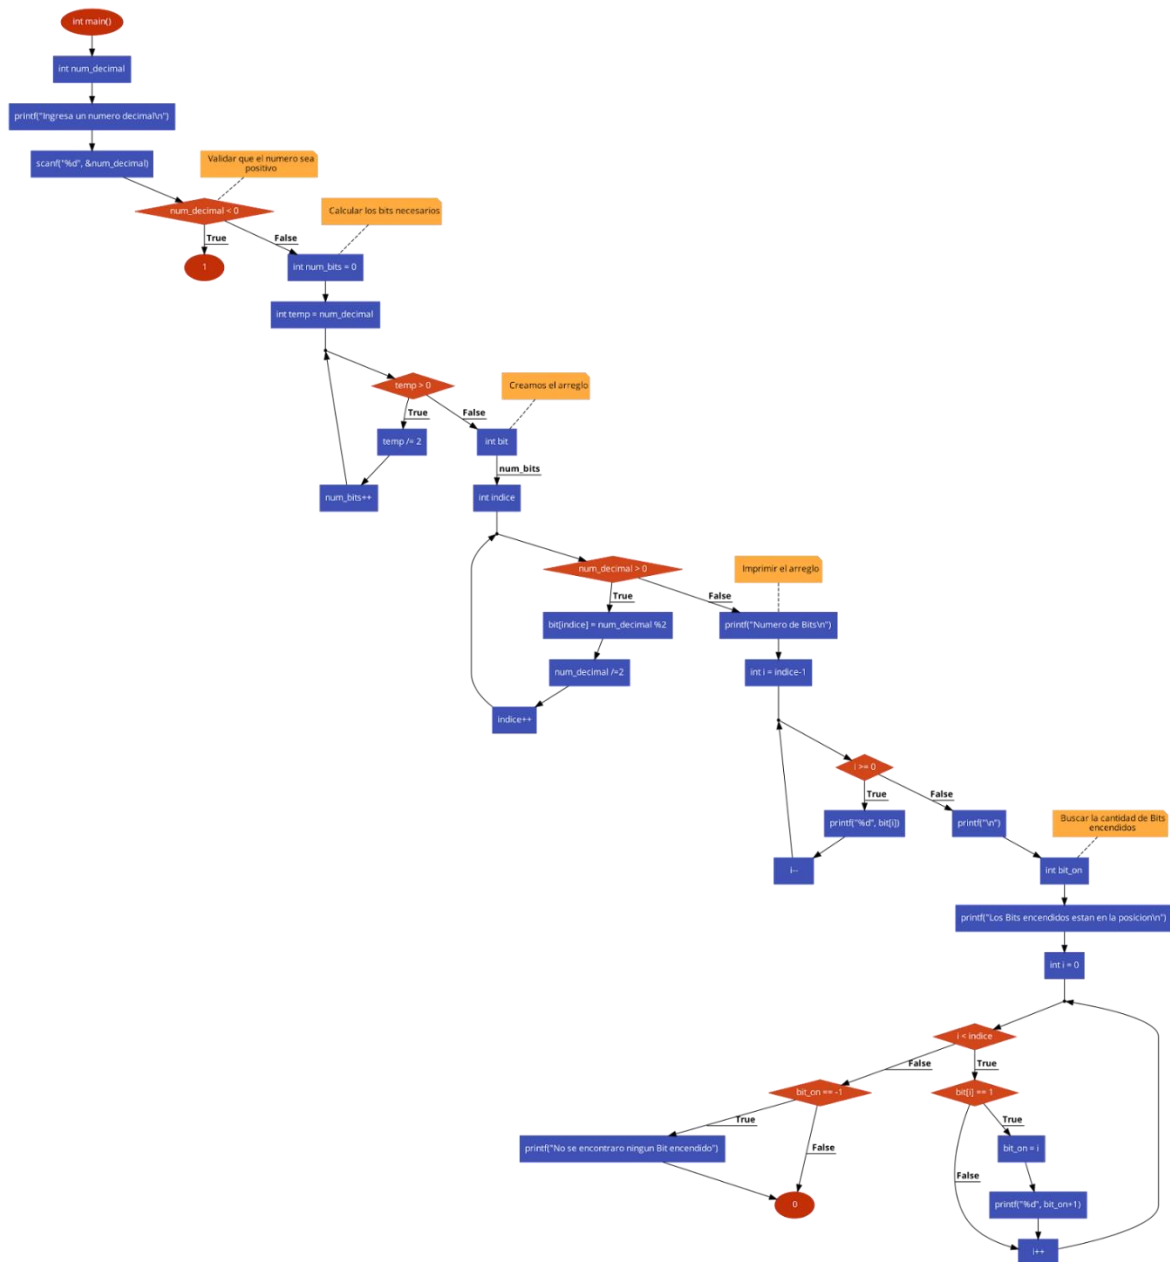 int main()
int num_decimal
printf("Ingresa un numero decimal\n")
scanf("%d", &num_decimal)
Validar que el numero sea
positivo
num_decimal < 0
Calcular los bits necesarios
True
False
1
int num_bits = 0
int temp = num_decimal
temp > 0
Creamos el arreglo
True
False
temp /= 2
int bit
num_bits
num_bits++
int indice
num_decimal > 0
Imprimir el arreglo
True
False
bit[indice] = num_decimal %2
printf("Numero de Bits\n")
num_decimal /=2
int i = indice-1
indice++
i >= 0
True
False
printf("%d", bit[i])
printf("\n")
Buscar la cantidad de Bits
encendidos
i--
int bit_on
printf("Los Bits encendidos estan en la posicion\n")
int i = 0
i < indice
False
True
bit_on == -1
bit[i] == 1
True
False
True
False
printf("No se encontraro ningun Bit encendido")
bit_on = i
0
printf("%d", bit_on+1)
i++